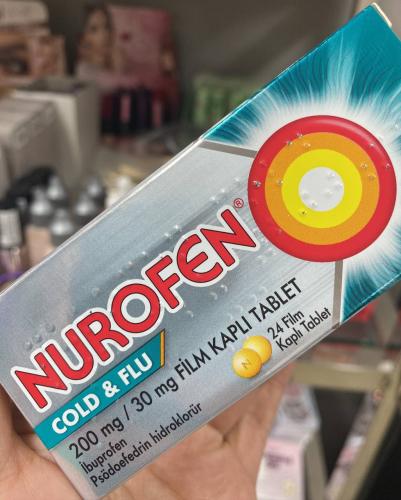 NUROFEN®
COLD & FLU
200 mg / 30 mg FİLM KAPLI TABLET
İbuprofen
Psödoefedrin hidroklorür
24 Film
Kaplı Tablet
N